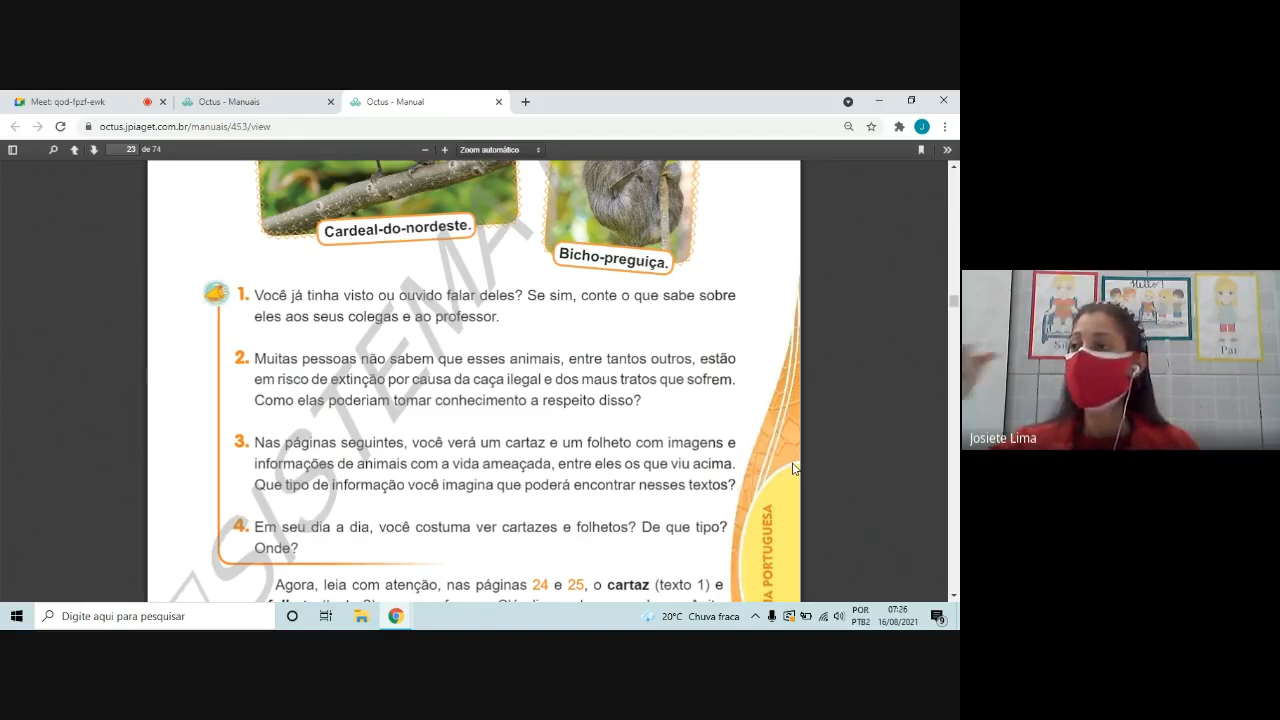 Meet: qod-fpzf-ewk
Octus - Manuais
Octus - Manual
octus.jpiaget.com.br/manuais/453/view
23 de 74
Zoom automático
Cardeal-do-nordeste.
Bicho-preguiça.
1. Você já tinha visto ou ouvido falar deles? Se sim, conte o que sabe sobre
eles aos seus colegas e ao professor.
2. Muitas pessoas não sabem que esses animais, entre tantos outros, estão
em risco de extinção por causa da caça ilegal e dos maus tratos que sofrem.
Como elas poderiam tomar conhecimento a respeito disso?
3. Nas páginas seguintes, você verá um cartaz e um folheto com imagens e
informações de animais com a vida ameaçada, entre eles os que viu acima.
Que tipo de informação você imagina que poderá encontrar nesses textos?
4. Em seu dia a dia, você costuma ver cartazes e folhetos? De que tipo?
Onde?
Agora, leia com atenção, nas páginas 24 e 25, o cartaz (texto 1) e
SISTEMA
PORTUGUESA
Hello!
Pai
Josiete Lima
Digite aqui para pesquisar
20°C Chuva fraca
POR
PTB2
07:26
16/08/2021
9
J